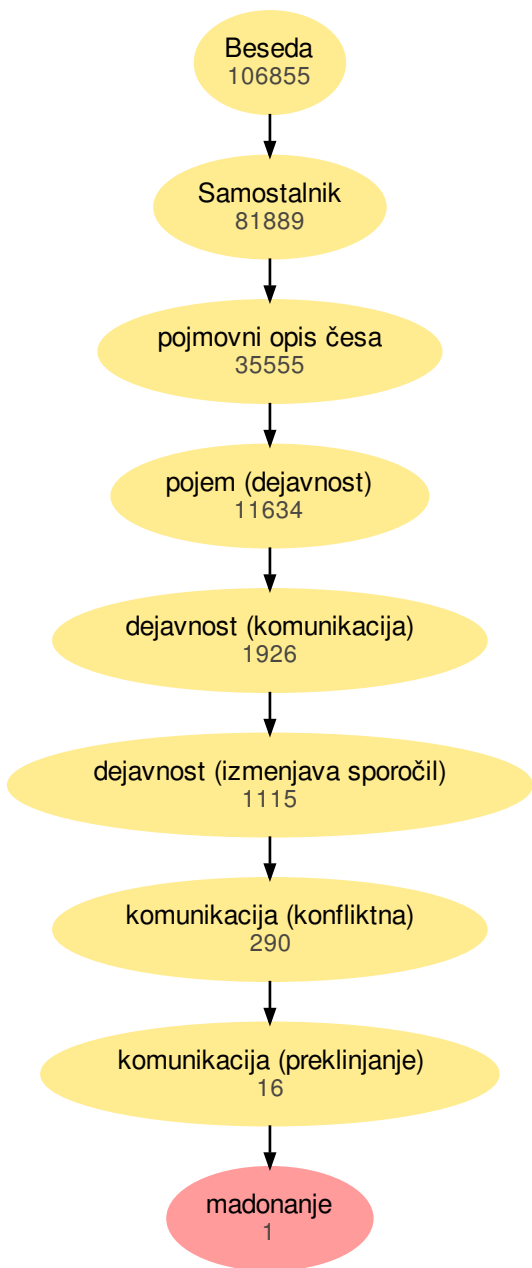 Beseda
106855
Samostalnik
81889
pojmovni opis česa
35555
pojem (dejavnost)
11634
dejavnost (komunikacija)
1926
dejavnost (izmenjava sporočil)
1115
komunikacija (konfliktna)
290
komunikacija (preklinjanje)
16
madonanje
1